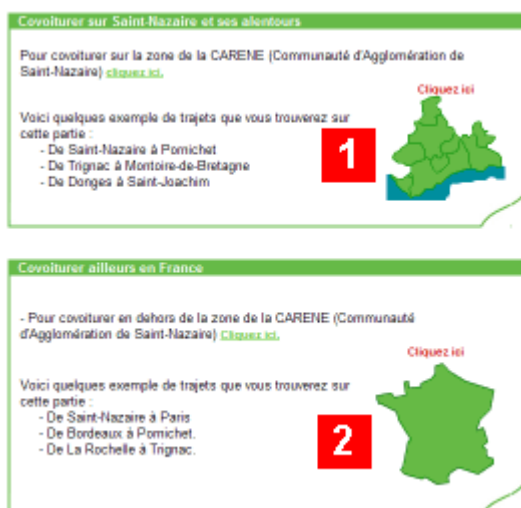 Covoiturer sur Saint-Nazaire et ses alentours
Pour covoiturer sur la zone de la CARENE (Communauté d'Agglomération de
Saint-Nazaire) cliquez ici.
Cliquez ici
Voici quelques exemple de trajets que vous trouverez sur
cette partie :
- De Saint-Nazaire à Pornichet
- De Trignac à Montoire-de-Bretagne
- De Donges à Saint-Joachim
1
Covoiturer ailleurs en France
- Pour covoiturer en dehors de la zone de la CARENE (Communauté
d'Agglomération de Saint-Nazaire) Cliquez ici.
Cliquez ici
Voici quelques exemple de trajets que vous trouverez sur
cette partie :
- De Saint-Nazaire à Paris
- De Bordeaux à Pornichet.
- De La Rochelle à Trignac.
2